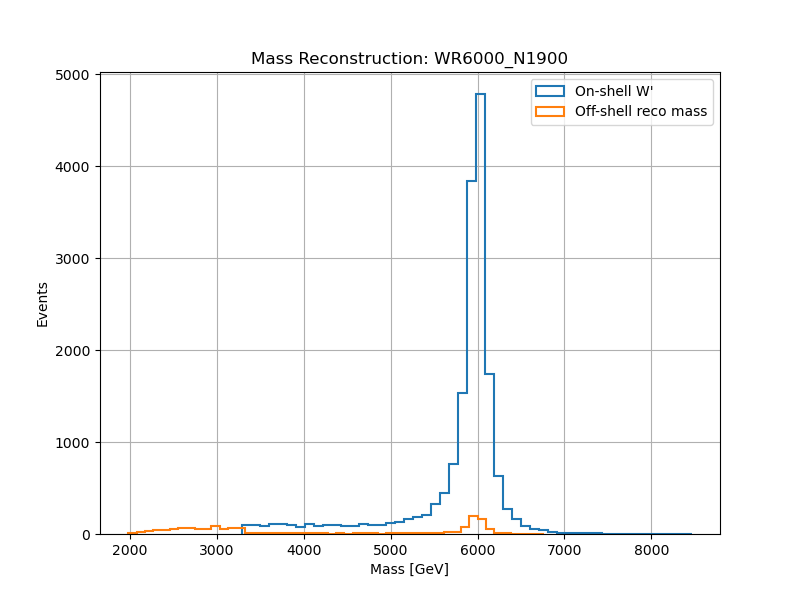 Mass Reconstruction: WR6000_N1900
On-shell W'
Off-shell reco mass
5000
4000
3000
2000
1000
0
Events
2000 3000 4000 5000 6000 7000 8000
Mass [GeV]